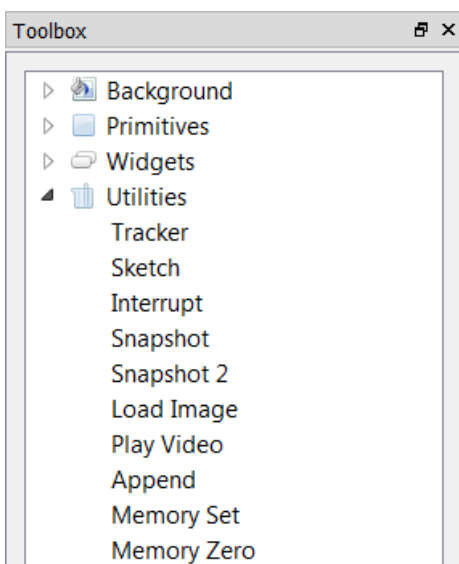 Toolbox
Background
Primitives
Widgets
Utilities
Tracker
Sketch
Interrupt
Snapshot
Snapshot 2
Load Image
Play Video
Append
Memory Set
Memory Zero